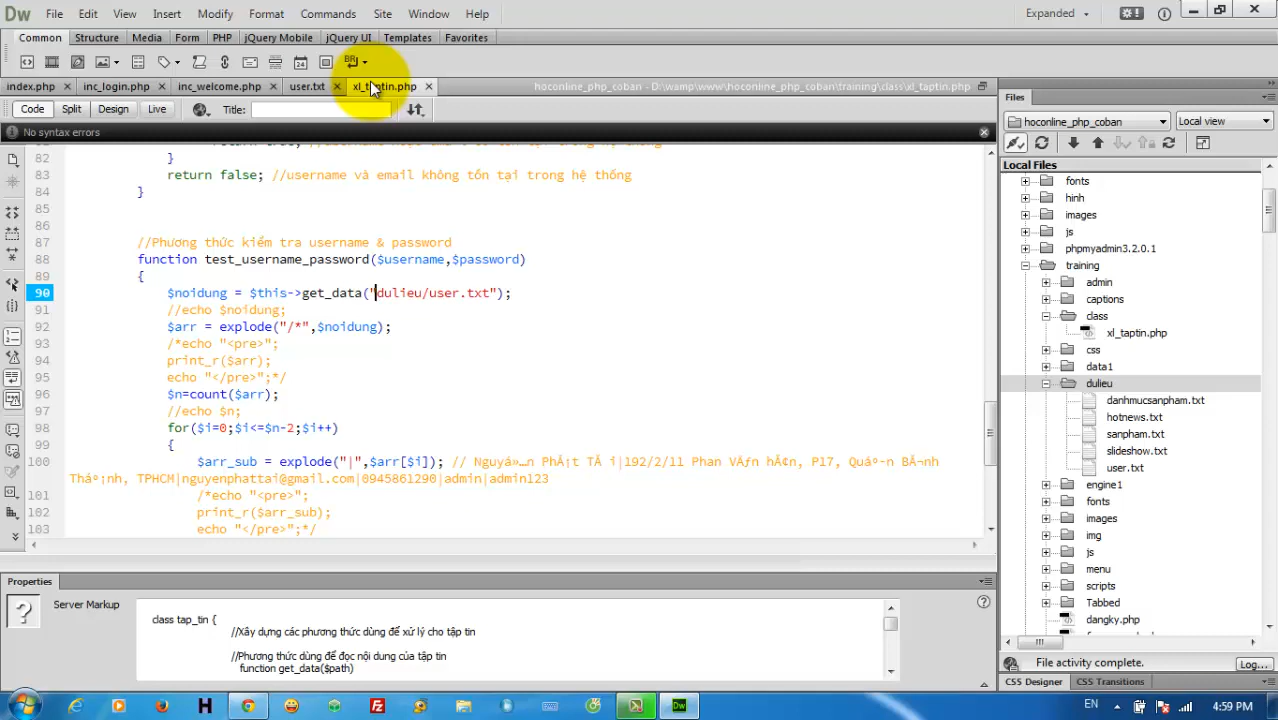 Dw File Edit View Insert Modify Format Commands Site Window Help Expanded
Common Structure Media Form PHP jQuery Mobile jQuery UI Templates Favorites
index.php inc_login.php inc_welcome.php user.txt xl_taptin.php hoconline_php_coban - D:\wamp\www\hoconline_php_coban\training\class\xl_taptin.php
Code Split Design Live Title:
No syntax errors
82 }
83 return false; //username và email không tồn tại trong hệ thống
84 }
85
86
87 //Phương thức kiểm tra username & password
88 function test_username_password($username,$password)
89 {
90 $noidung = $this->get_data("dulieu/user.txt");
91 //echo $noidung;
92 $arr = explode("/*",$noidung);
93 /*echo "<pre>";
94 print_r($arr);
95 echo "</pre>";*/
96 $n=count($arr);
97 //echo $n;
98 for($i=0;$i<=$n-2;$i++)
99 {
100 $arr_sub = explode("|",$arr[$i]); // Nguyá»…n PhÃ¡t TÃ i|192/2/11 Phan VÄƒn hÃ¢n, P17, Quáº­n BÃ¬nh
Tháº¡nh, TPHCM|nguyenphattai@gmail.com|0945861290|admin|admin123
101 /*echo "<pre>";
102 print_r($arr_sub);
103 echo "</pre>";*/
Properties
Server Markup
class tap_tin {
//Xây dựng các phương thức dùng để xử lý cho tập tin
//Phương thức dùng để đọc nội dung của tập tin
function get_data($path)
Files
hoconline_php_coban Local view
Local Files
fonts
hinh
images
js
phpmyadmin3.2.0.1
training
admin
captions
class
xl_taptin.php
css
data1
dulieu
danhmucsanpham.txt
hotnews.txt
sanpham.txt
slideshow.txt
user.txt
engine1
fonts
images
img
js
menu
scripts
Tabbed
dangky.php
File activity complete. Log...
CSS Designer CSS Transitions
EN 4:59 PM